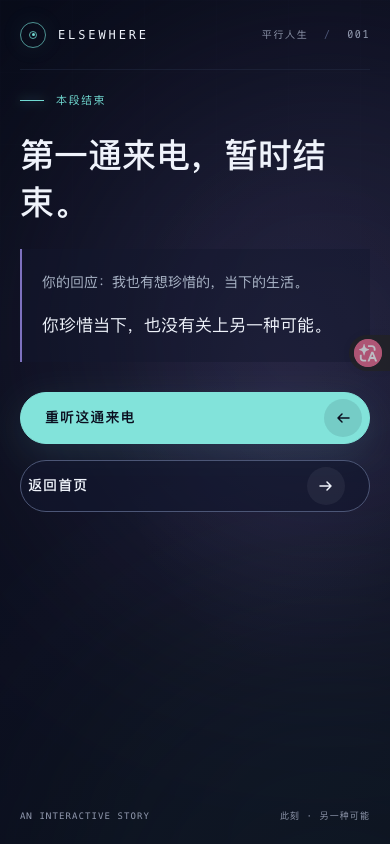 ELSEWHERE
平行人生 / 001
本段结束
第一通来电，暂时结
束。
你的回应：我也有想珍惜的，当下的生活。
你珍惜当下，也没有关上另一种可能。
重听这通来电
返回首页
AN INTERACTIVE STORY
此刻 · 另一种可能